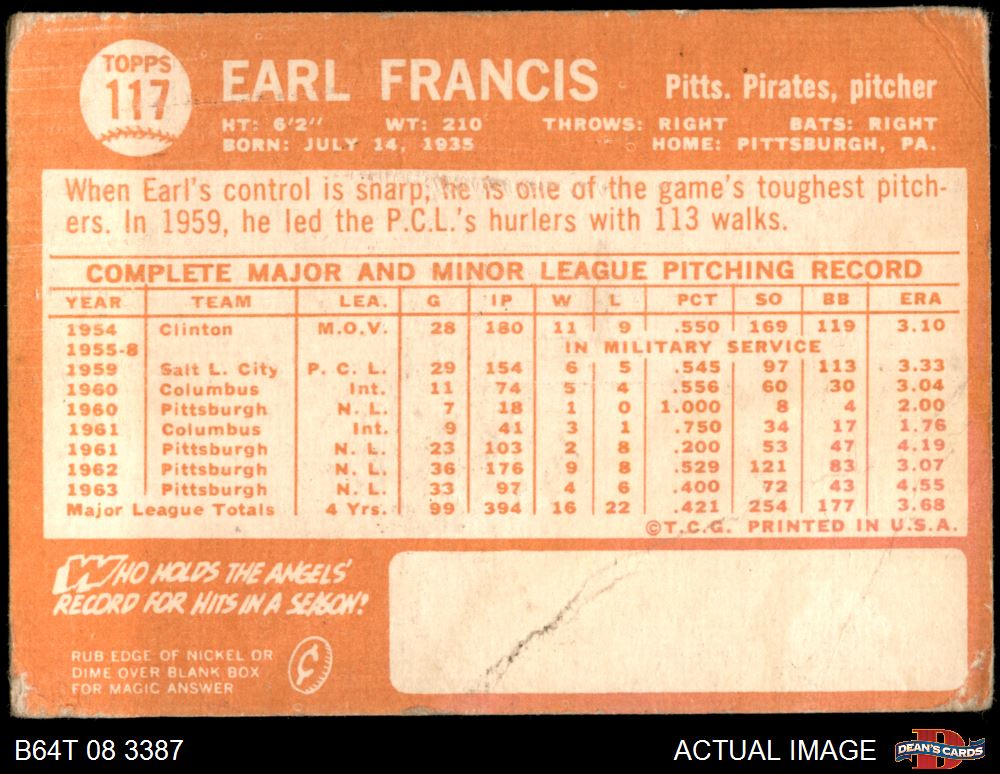 TOPPS
117
EARL FRANCIS
Pitts. Pirates, pitcher
HT: 6'2" WT: 210 THROWS: RIGHT BATS: RIGHT
BORN: JULY 14, 1935 HOME: PITTSBURGH, PA.
When Earl's control is sharp, he is one of the game's toughest pitch-
ers. In 1959, he led the P.C.L.'s hurlers with 113 walks.
COMPLETE MAJOR AND MINOR LEAGUE PITCHING RECORD
YEAR TEAM LEA. G IP W L PCT SO BB ERA
1954 Clinton M.O.V. 28 180 11 9 .550 169 119 3.10
1955-8 IN MILITARY SERVICE
1959 Salt L. City P. C. L. 29 154 6 5 .545 97 113 3.33
1960 Columbus Int. 11 74 5 4 .556 60 30 3.04
1960 Pittsburgh N. L. 7 18 1 0 1.000 8 4 2.00
1961 Columbus Int. 9 41 3 1 .750 34 17 1.76
1961 Pittsburgh N. L. 23 103 2 8 .200 53 47 4.19
1962 Pittsburgh N. L. 36 176 9 8 .529 121 83 3.07
1963 Pittsburgh N. L. 33 97 4 6 .400 72 43 4.55
Major League Totals 4 Yrs. 99 394 16 22 .421 254 177 3.68
©T.C.G. PRINTED IN U.S.A.
WHO HOLDS THE ANGELS'
RECORD FOR HITS IN A SEASON?
RUB EDGE OF NICKEL OR
DIME OVER BLANK BOX
FOR MAGIC ANSWER
¢
B64T 08 3387
ACTUAL IMAGE
D
DEAN'S CARDS